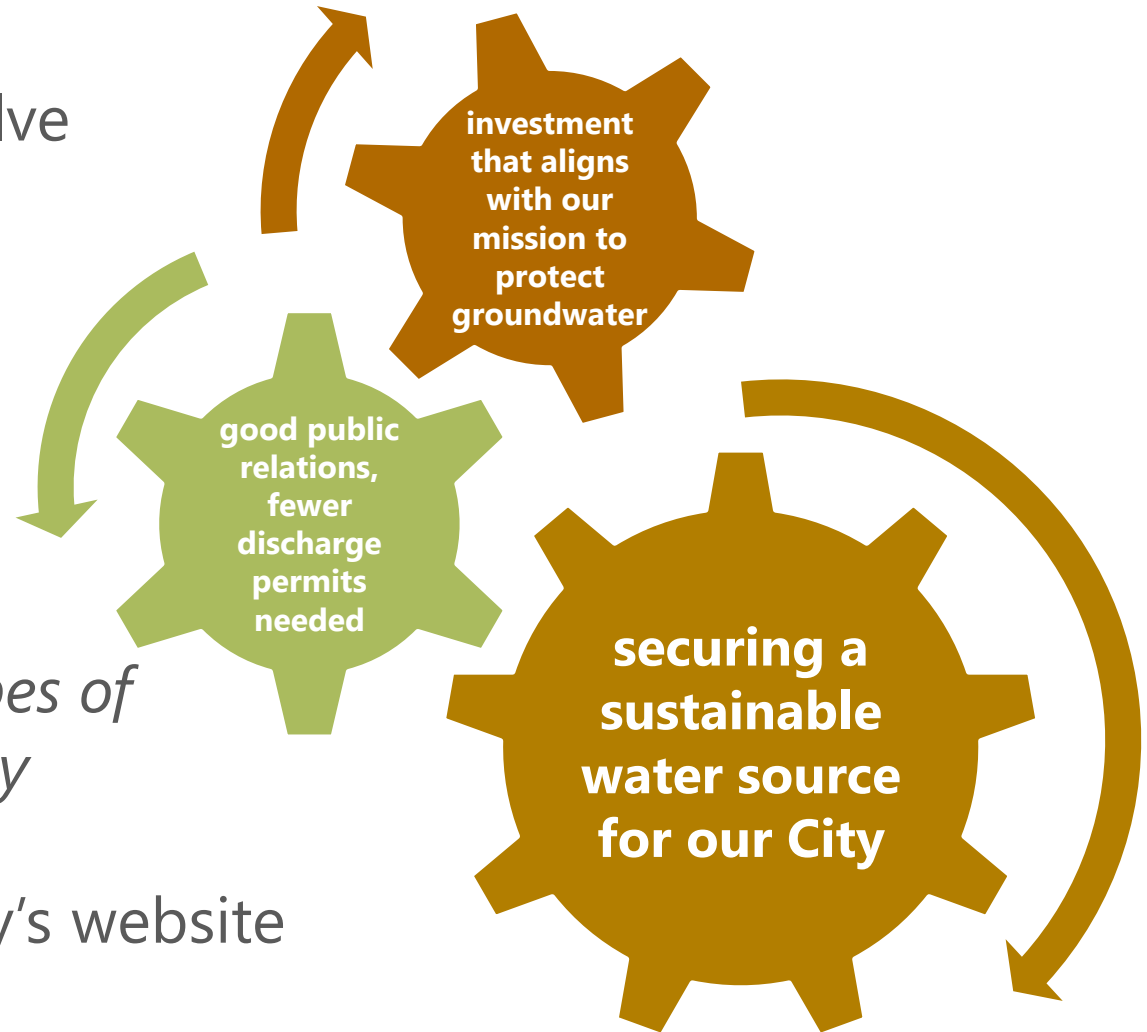 lve
investment
that aligns
with our
mission to
protect
groundwater
good public
relations,
fewer
discharge
permits
needed
securing a
sustainable
water source
for our City
pes of
y
y's website